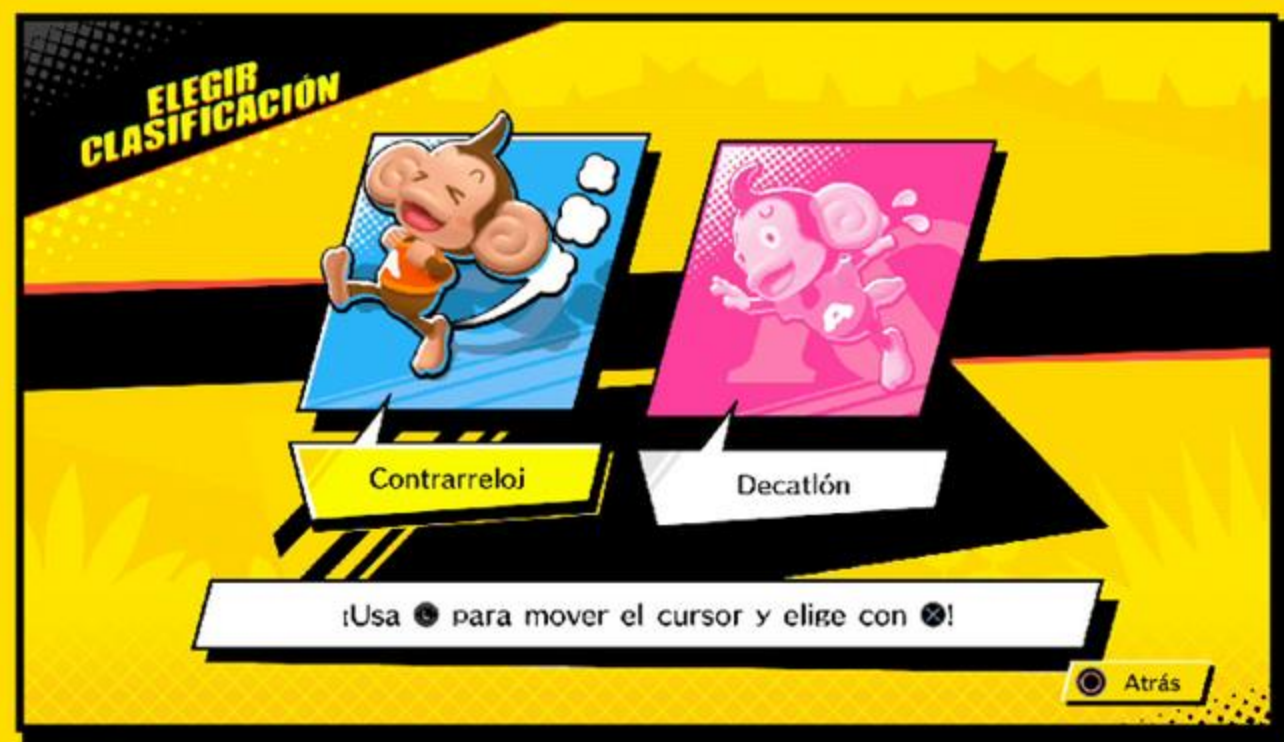 ELEGIR
CLASIFICACIÓN
Contrarreloj
Decatlón
¡Usa L para mover el cursor y elige con ✕!
Atrás